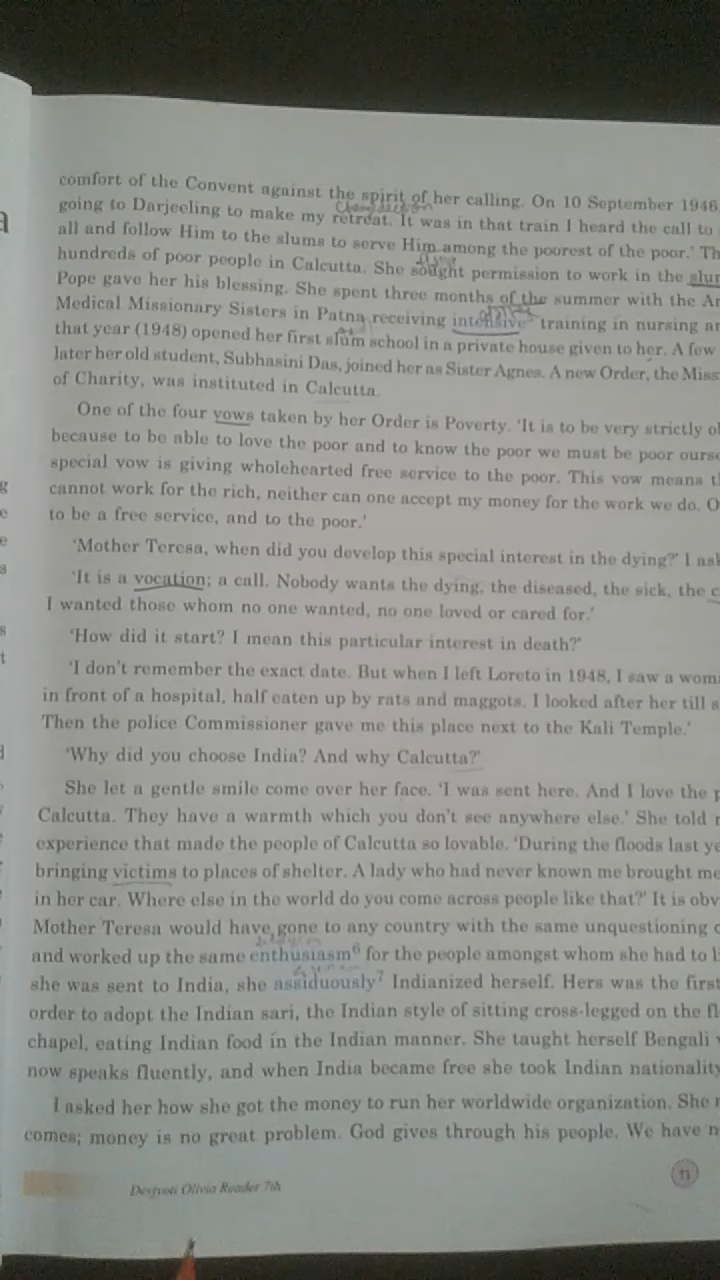 comfort of the Convent against the spirit of her calling. On 10 September 1946
going to Darjeeling to make my retreat. It was in that train I heard the call to
all and follow Him to the slums to serve Him among the poorest of the poor.' Th
hundreds of poor people in Calcutta. She sought permission to work in the slu
Pope gave her his blessing. She spent three months of the summer with the A
Medical Missionary Sisters in Patna receiving intensive training in nursing a
that year (1948) opened her first slum school in a private house given to her. A few
later her old student, Subhasini Das, joined her as Sister Agnes. A new Order, the Miss
of Charity, was instituted in Calcutta.
One of the four vows taken by her Order is Poverty. 'It is to be very strictly o
because to be able to love the poor and to know the poor we must be poor ourse
special vow is giving wholehearted free service to the poor. This vow means t
cannot work for the rich, neither can one accept my money for the work we do. O
to be a free service, and to the poor.'
'Mother Teresa, when did you develop this special interest in the dying?' I as
'It is a vocation; a call. Nobody wants the dying, the diseased, the sick, the c
I wanted those whom no one wanted, no one loved or cared for.'
'How did it start? I mean this particular interest in death?'
'I don't remember the exact date. But when I left Loreto in 1948, I saw a wom
in front of a hospital, half eaten up by rats and maggots. I looked after her till s
Then the police Commissioner gave me this place next to the Kali Temple.'
'Why did you choose India? And why Calcutta?'
She let a gentle smile come over her face. 'I was sent here. And I love the p
Calcutta. They have a warmth which you don't see anywhere else.' She told
experience that made the people of Calcutta so lovable. 'During the floods last ye
bringing victims to places of shelter. A lady who had never known me brought me
in her car. Where else in the world do you come across people like that?' It is obv
Mother Teresa would have gone to any country with the same unquestioning
and worked up the same enthusiasm6 for the people amongst whom she had to l
she was sent to India, she assiduously7 Indianized herself. Hers was the first
order to adopt the Indian sari, the Indian style of sitting cross-legged on the fl
chapel, eating Indian food in the Indian manner. She taught herself Bengali
now speaks fluently, and when India became free she took Indian nationality
I asked her how she got the money to run her worldwide organization. She
comes; money is no great problem. God gives through his people. We have n
Devjyoti Olivia Reader 7th